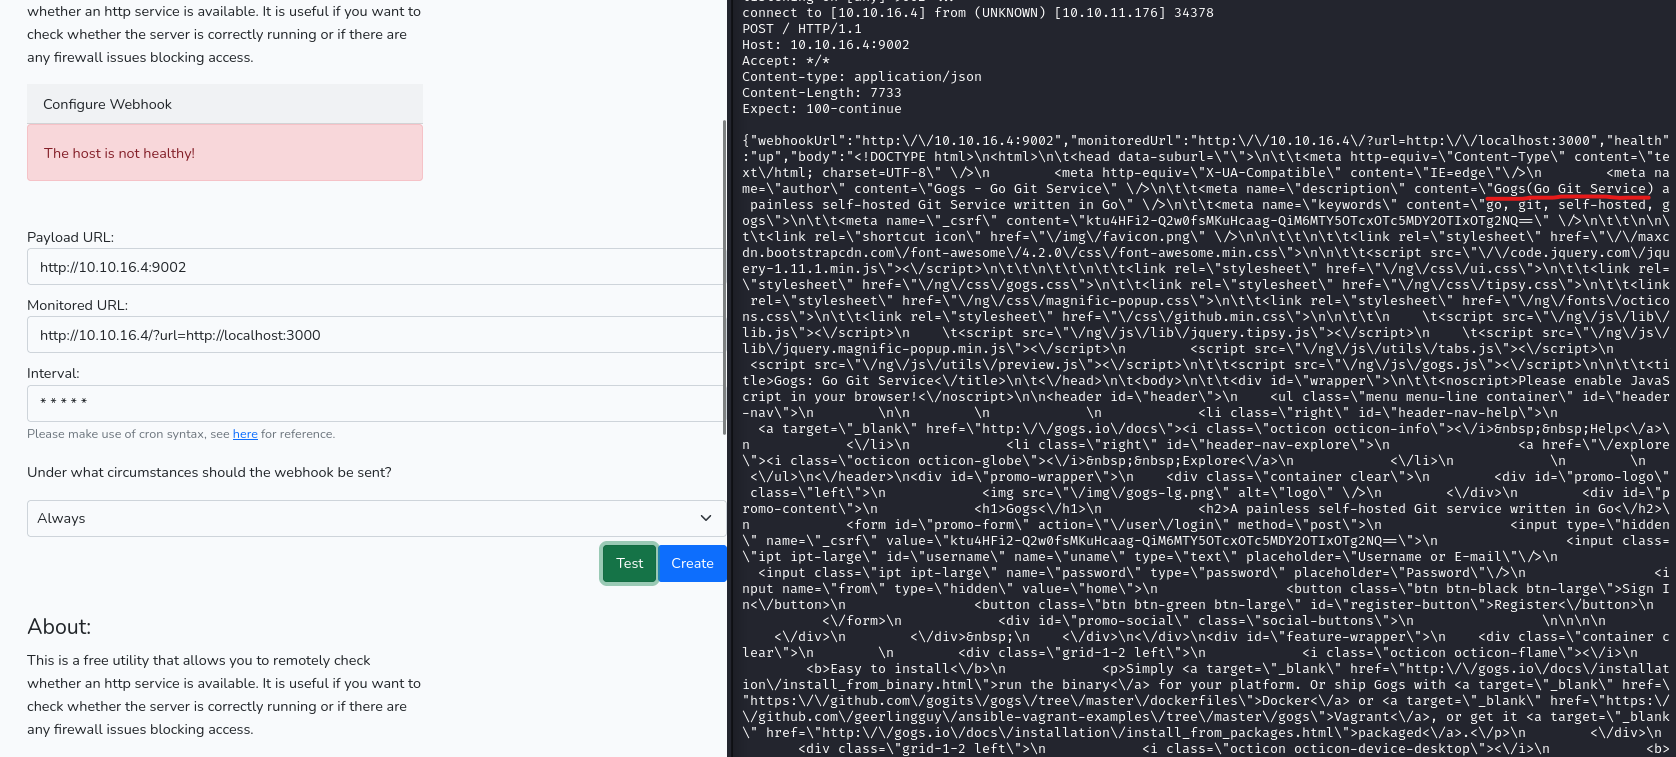 whether an http service is available. It is useful if you want to
check whether the server is correctly running or if there are
any firewall issues blocking access.
Configure Webhook
The host is not healthy!
Payload URL:
http://10.10.16.4:9002
Monitored URL:
http://10.10.16.4/?url=http://localhost:3000
Interval:
* * * * *
Please make use of cron syntax, see here for reference.
Under what circumstances should the webhook be sent?
Always
Test
Create
About:
This is a free utility that allows you to remotely check
whether an http service is available. It is useful if you want to
check whether the server is correctly running or if there are
any firewall issues blocking access.
connect to [10.10.16.4] from (UNKNOWN) [10.10.11.176] 34378
POST / HTTP/1.1
Host: 10.10.16.4:9002
Accept: */*
Content-type: application/json
Content-Length: 7733
Expect: 100-continue
{"webhookUrl":"http:\/\/10.10.16.4:9002","monitoredUrl":"http:\/\/10.10.16.4\/?url=http:\/\/localhost:3000","health"
:"up","body":"<!DOCTYPE html>\n<html>\n\t<head data-suburl=\"\">\n\t\t<meta http-equiv=\"Content-Type\" content=\"te
xt\/html; charset=UTF-8\" \/>\n        <meta http-equiv=\"X-UA-Compatible\" content=\"IE=edge\"\/>\n        <meta na
me=\"author\" content=\"Gogs - Go Git Service\" \/>\n\t\t<meta name=\"description\" content=\"Gogs(Go Git Service) a
 painless self-hosted Git Service written in Go\" \/>\n\t\t<meta name=\"keywords\" content=\"go, git, self-hosted, g
ogs\">\n\t\t<meta name=\"_csrf\" content=\"ktu4HFi2-Q2w0fsMKuHcaag-QiM6MTY5OTcxOTc5MDY2OTIxOTg2NQ==\" \/>\n\t\t\n\n\
t\t<link rel=\"shortcut icon\" href=\"\/img\/favicon.png\" \/>\n\n\t\t\n\t\t<link rel=\"stylesheet\" href=\"\/\/maxc
dn.bootstrapcdn.com\/font-awesome\/4.2.0\/css\/font-awesome.min.css\">\n\n\t\t<script src=\"\/\/code.jquery.com\/jqu
ery-1.11.1.min.js\"><\/script>\n\t\t\n\t\n\t\t<link rel=\"stylesheet\" href=\"\/ng\/css\/ui.css\">\n\t\t<link rel=
\"stylesheet\" href=\"\/ng\/css\/gogs.css\">\n\t\t<link rel=\"stylesheet\" href=\"\/ng\/css\/tipsy.css\">\n\t\t<link
 rel=\"stylesheet\" href=\"\/ng\/css\/magnific-popup.css\">\n\t\t<link rel=\"stylesheet\" href=\"\/ng\/fonts\/octico
ns.css\">\n\t\t<link rel=\"stylesheet\" href=\"\/css\/github.min.css\">\n\n\t\t\n    \t<script src=\"\/ng\/js\/lib\/
lib.js\"><\/script>\n    \t<script src=\"\/ng\/js\/lib\/jquery.tipsy.js\"><\/script>\n    \t<script src=\"\/ng\/js\/
lib\/jquery.magnific-popup.min.js\"><\/script>\n        <script src=\"\/ng\/js\/utils\/tabs.js\"><\/script>\n
 <script src=\"\/ng\/js\/utils\/preview.js\"><\/script>\n\t\t<script src=\"\/ng\/js\/gogs.js\"><\/script>\n\n\t\t<ti
tle>Gogs: Go Git Service<\/title>\n\t<\/head>\n\t<body>\n\t\t<div id=\"wrapper\">\n\t\t<noscript>Please enable JavaS
cript in your browser!<\/noscript>\n\n<header id=\"header\">\n    <ul class=\"menu menu-line container\" id=\"header
-nav\">\n        \n\n        \n            \n            <li class=\"right\" id=\"header-nav-help\">\n
  <a target=\"_blank\" href=\"http:\/\/gogs.io\/docs\"><i class=\"octicon octicon-info\"><\/i>&nbsp;&nbsp;Help<\/a>\
n            <\/li>\n            <li class=\"right\" id=\"header-nav-explore\">\n                <a href=\"\/explore
\"><i class=\"octicon octicon-globe\"><\/i>&nbsp;&nbsp;Explore<\/a>\n            <\/li>\n            \n        \n
 <\/ul>\n<\/header>\n<div id=\"promo-wrapper\">\n    <div class=\"container clear\">\n        <div id=\"promo-logo\"
 class=\"left\">\n            <img src=\"\/img\/gogs-lg.png\" alt=\"logo\" \/>\n        <\/div>\n        <div id=\"p
romo-content\">\n            <h1>Gogs<\/h1>\n            <h2>A painless self-hosted Git service written in Go<\/h2>\
n            <form id=\"promo-form\" action=\"\/user\/login\" method=\"post\">\n                <input type=\"hidden
\" name=\"_csrf\" value=\"ktu4HFi2-Q2w0fsMKuHcaag-QiM6MTY5OTcxOTc5MDY2OTIxOTg2NQ==\">\n                <input class=
\"ipt ipt-large\" id=\"username\" name=\"uname\" type=\"text\" placeholder=\"Username or E-mail\"\/>\n
  <input class=\"ipt ipt-large\" name=\"password\" type=\"password\" placeholder=\"Password\"\/>\n                <i
nput name=\"from\" type=\"hidden\" value=\"home\">\n                <button class=\"btn btn-black btn-large\">Sign I
n<\/button>\n                <button class=\"btn btn-green btn-large\" id=\"register-button\">Register<\/button>\n
          <\/form>\n            <div id=\"promo-social\" class=\"social-buttons\">\n                \n\n\n\n
    <\/div>\n        <\/div>&nbsp;\n    <\/div>\n<\/div>\n<div id=\"feature-wrapper\">\n    <div class=\"container c
lear\">\n        \n        <div class=\"grid-1-2 left\">\n            <i class=\"octicon octicon-flame\"><\/i>\n
        <b>Easy to install<\/b>\n            <p>Simply <a target=\"_blank\" href=\"http:\/\/gogs.io\/docs\/installat
ion\/install_from_binary.html\">run the binary<\/a> for your platform. Or ship Gogs with <a target=\"_blank\" href=\
"https:\/\/github.com\/gogits\/gogs\/tree\/master\/dockerfiles\">Docker<\/a> or <a target=\"_blank\" href=\"https:\/
\/github.com\/geerlingguy\/ansible-vagrant-examples\/tree\/master\/gogs\">Vagrant<\/a>, or get it <a target=\"_blank
\" href=\"http:\/\/gogs.io\/docs\/installation\/install_from_packages.html\">packaged<\/a>.<\/p>\n        <\/div>\n
       <div class=\"grid-1-2 left\">\n            <i class=\"octicon octicon-device-desktop\"><\/i>\n            <b>